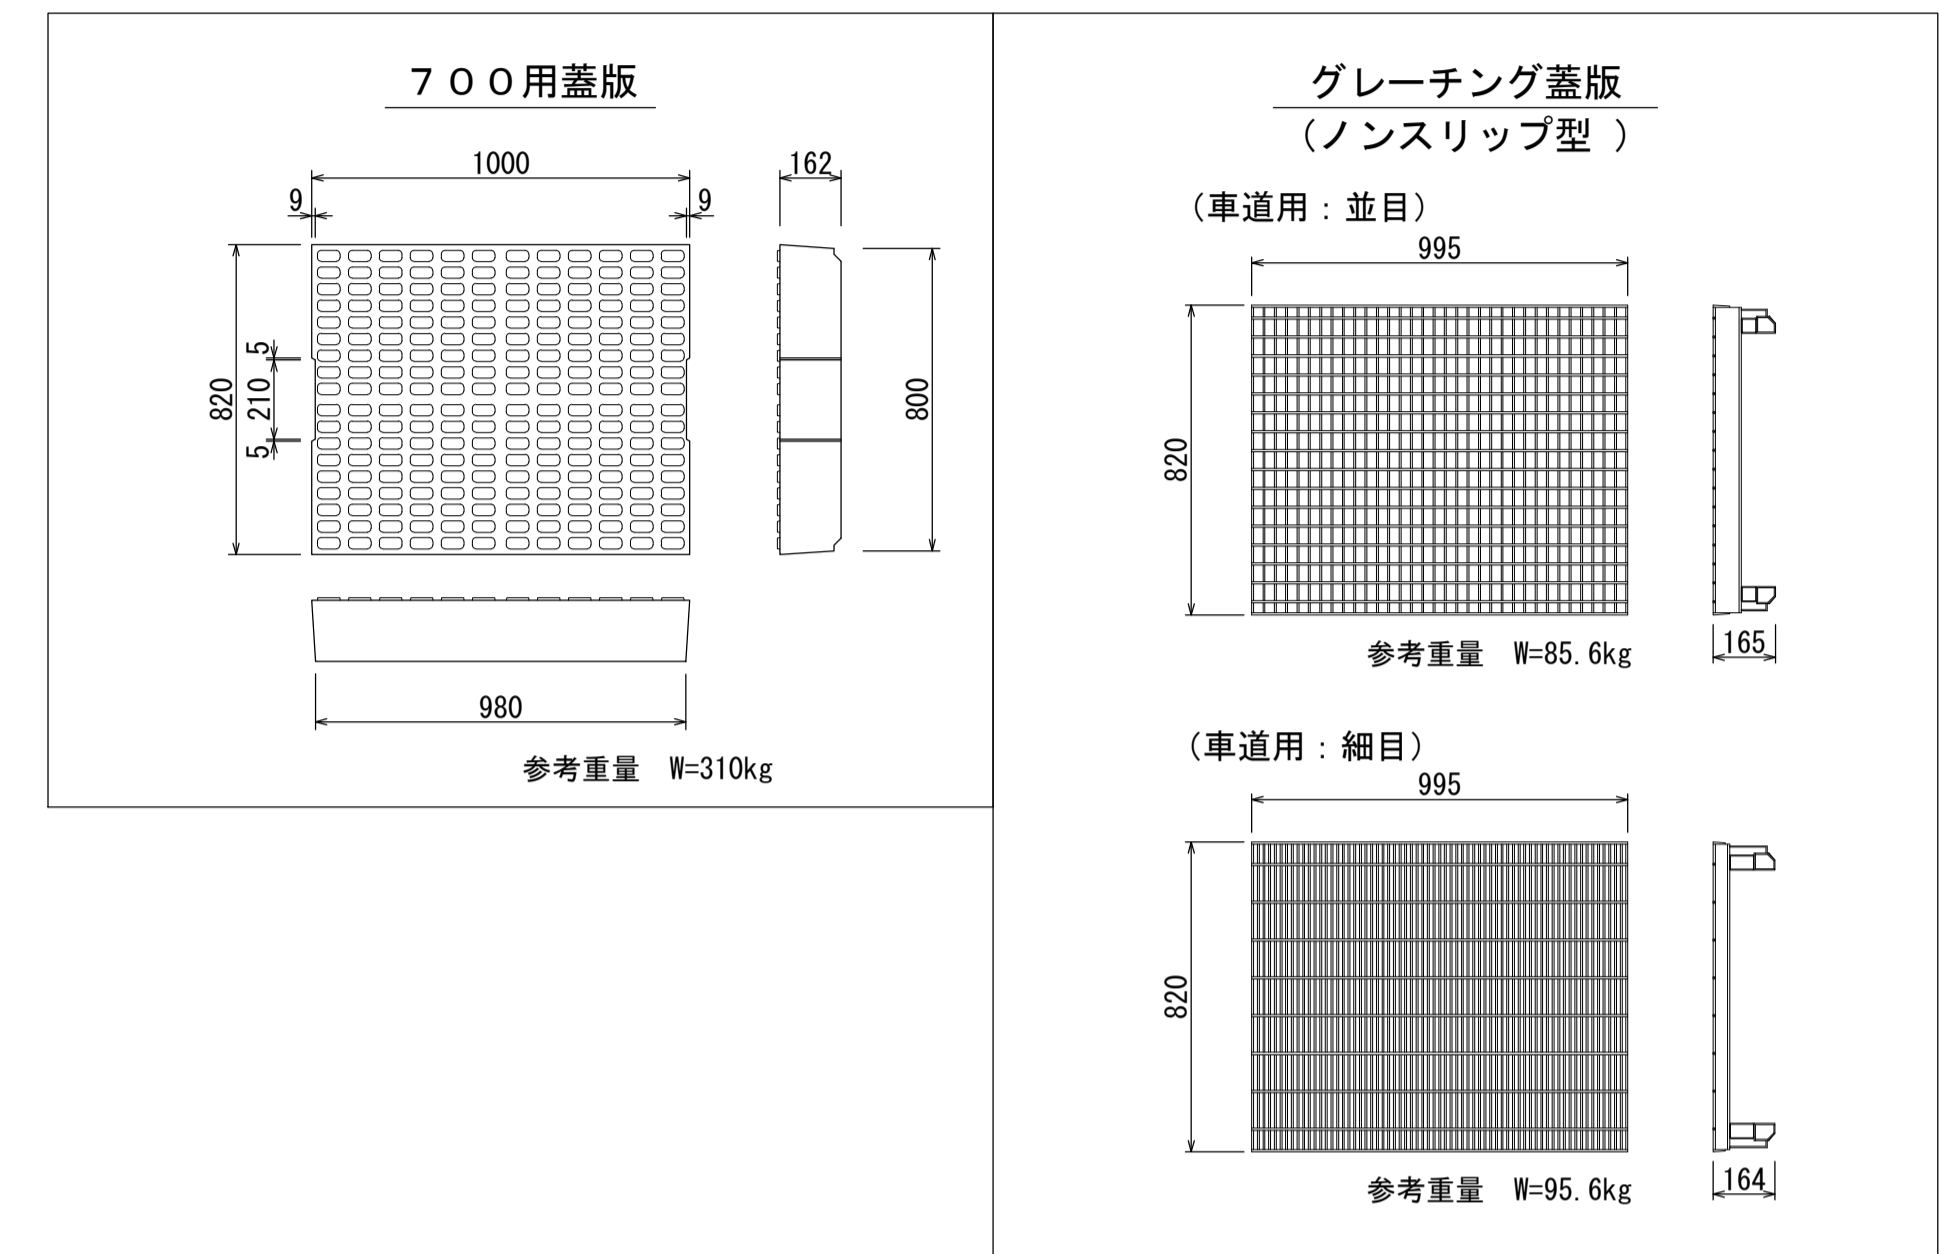 ７００用蓋版
1000
162
9
9
5
820
210
800
5
980
参考重量　W=310kg
グレーチング蓋版
（ノンスリップ型 ）
（車道用：並目）
995
820
165
参考重量　W=85.6kg
（車道用：細目）
995
820
164
参考重量　W=95.6kg